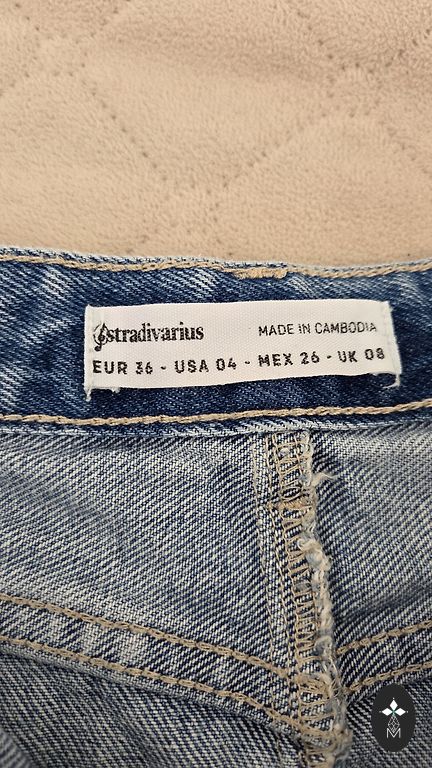 stradivarius MADE IN CAMBODIA
EUR 36 - USA 04 - MEX 26 - UK 08
M